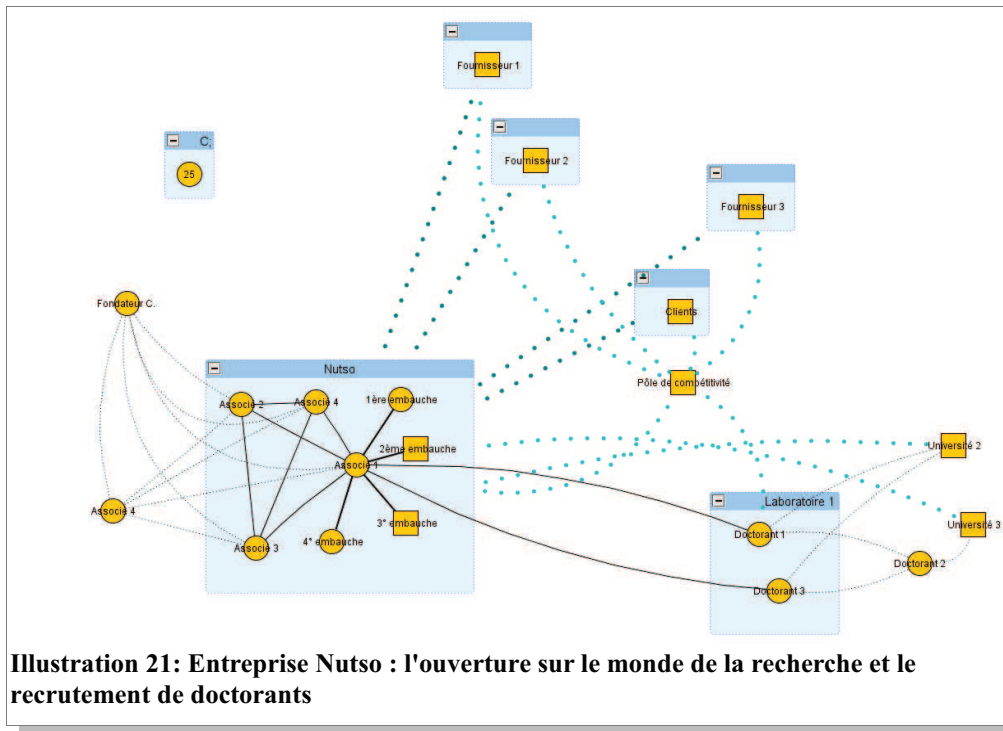 Fournisseur 1
C;
Fournisseur 2
25
Fournisseur 3
Fondateur C.
Clients
Nutso
Pôle de compétitivité
Associé 2
Associé 4
1ère embauche
2ème embauche
Université 2
Associé 1
Laboratoire 1
Associé 4
3° embauche
Université 3
Associé 3
4° embauche
Doctorant 1
Doctorant 2
Doctorant 3
Illustration 21: Entreprise Nutso : l'ouverture sur le monde de la recherche et le
recrutement de doctorants